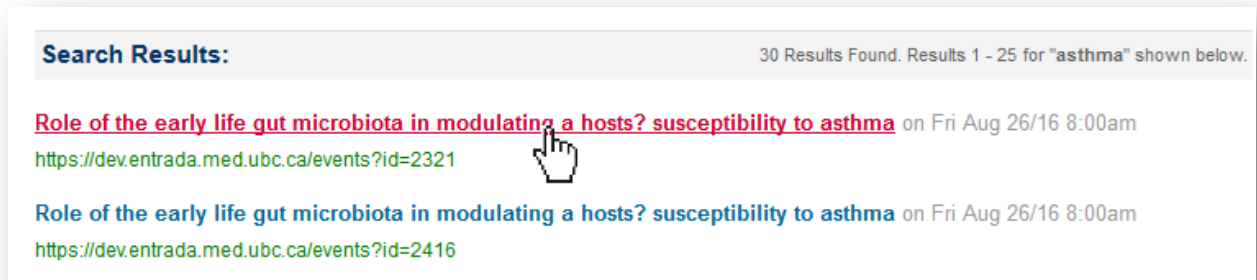 Search Results:
30 Results Found. Results 1 - 25 for "asthma" shown below.
Role of the early life gut microbiota in modulating a hosts? susceptibility to asthma on Fri Aug 26/16 8:00am
https://dev.entrada.med.ubc.ca/events?id=2321
Role of the early life gut microbiota in modulating a hosts? susceptibility to asthma on Fri Aug 26/16 8:00am
https://dev.entrada.med.ubc.ca/events?id=2416